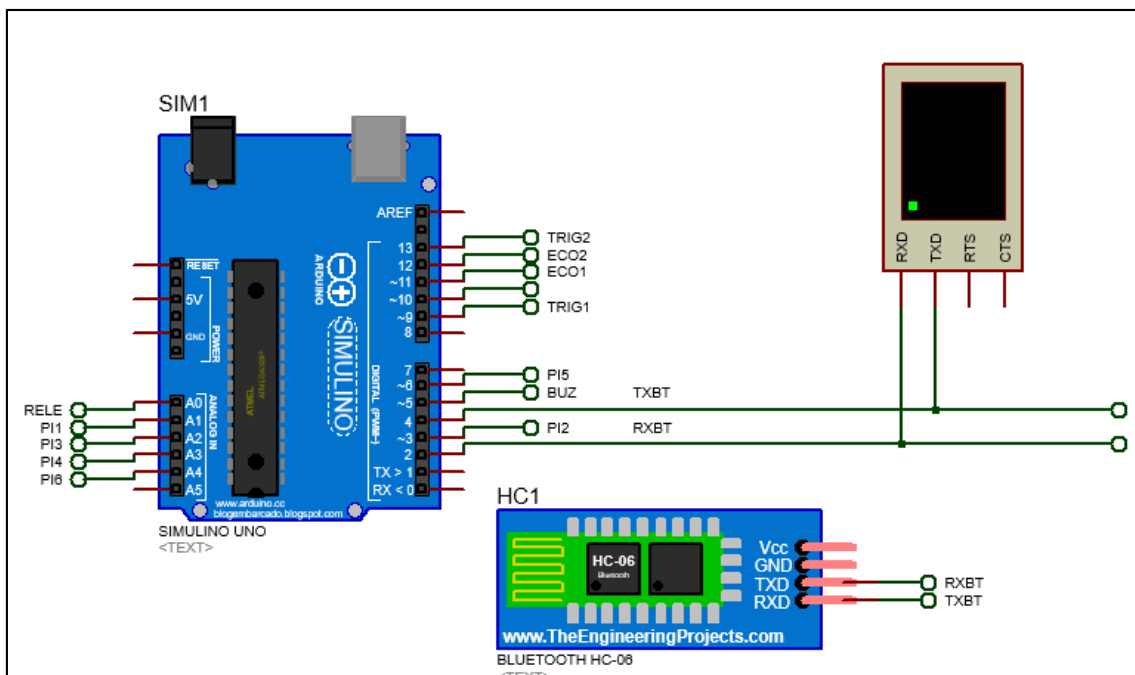 SIM1
AREF
13
12
~11
~10
~9
8
TRIG2
ECO2
ECO1
TRIG1
RESET
5V
GND
POWER
ARDUINO
SIMULINO
ATMEL
DIGITAL (PWM~)
7
~6
~5
4
~3
2
TX > 1
RX < 0
PI5
BUZ
TXBT
PI2
RXBT
RELE
PI1
PI3
PI4
PI6
A0
A1
A2
A3
A4
A5
ANALOG IN
www.arduino.cc
blogembarcado.blogspot.com
SIMULINO UNO
<TEXT>
RXD
TXD
RTS
CTS
HC1
HC-06
Bluetooth
Vcc
GND
TXD
RXD
RXBT
TXBT
www.TheEngineeringProjects.com
BLUETOOTH HC-06
<TEXT>